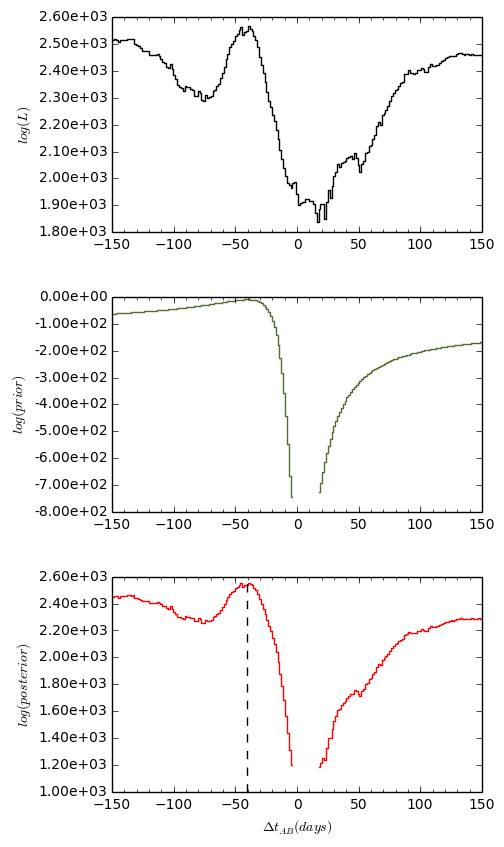 2.60e+03
2.50e+03
2.40e+03
2.30e+03
2.20e+03
2.10e+03
2.00e+03
1.90e+03
1.80e+03
log(L)
−150 −100 −50 0 50 100 150
0.00e+00
-1.00e+02
-2.00e+02
-3.00e+02
-4.00e+02
-5.00e+02
-6.00e+02
-7.00e+02
-8.00e+02
log(prior)
−150 −100 −50 0 50 100 150
2.60e+03
2.40e+03
2.20e+03
2.00e+03
1.80e+03
1.60e+03
1.40e+03
1.20e+03
1.00e+03
log(posterior)
−150 −100 −50 0 50 100 150
Δt_AB(days)